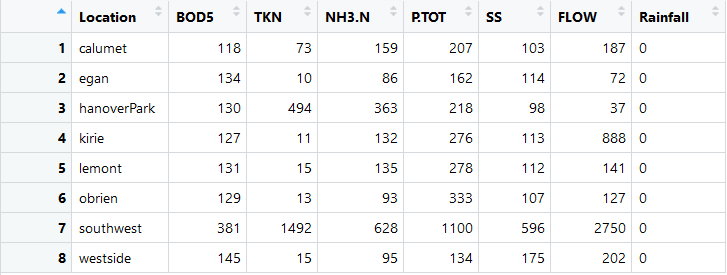 Location BOD5 TKN NH3.N P.TOT SS FLOW Rainfall
1 calumet 118 73 159 207 103 187 0
2 egan 134 10 86 162 114 72 0
3 hanoverPark 130 494 363 218 98 37 0
4 kirie 127 11 132 276 113 888 0
5 lemont 131 15 135 278 112 141 0
6 obrien 129 13 93 333 107 127 0
7 southwest 381 1492 628 1100 596 2750 0
8 westside 145 15 95 134 175 202 0